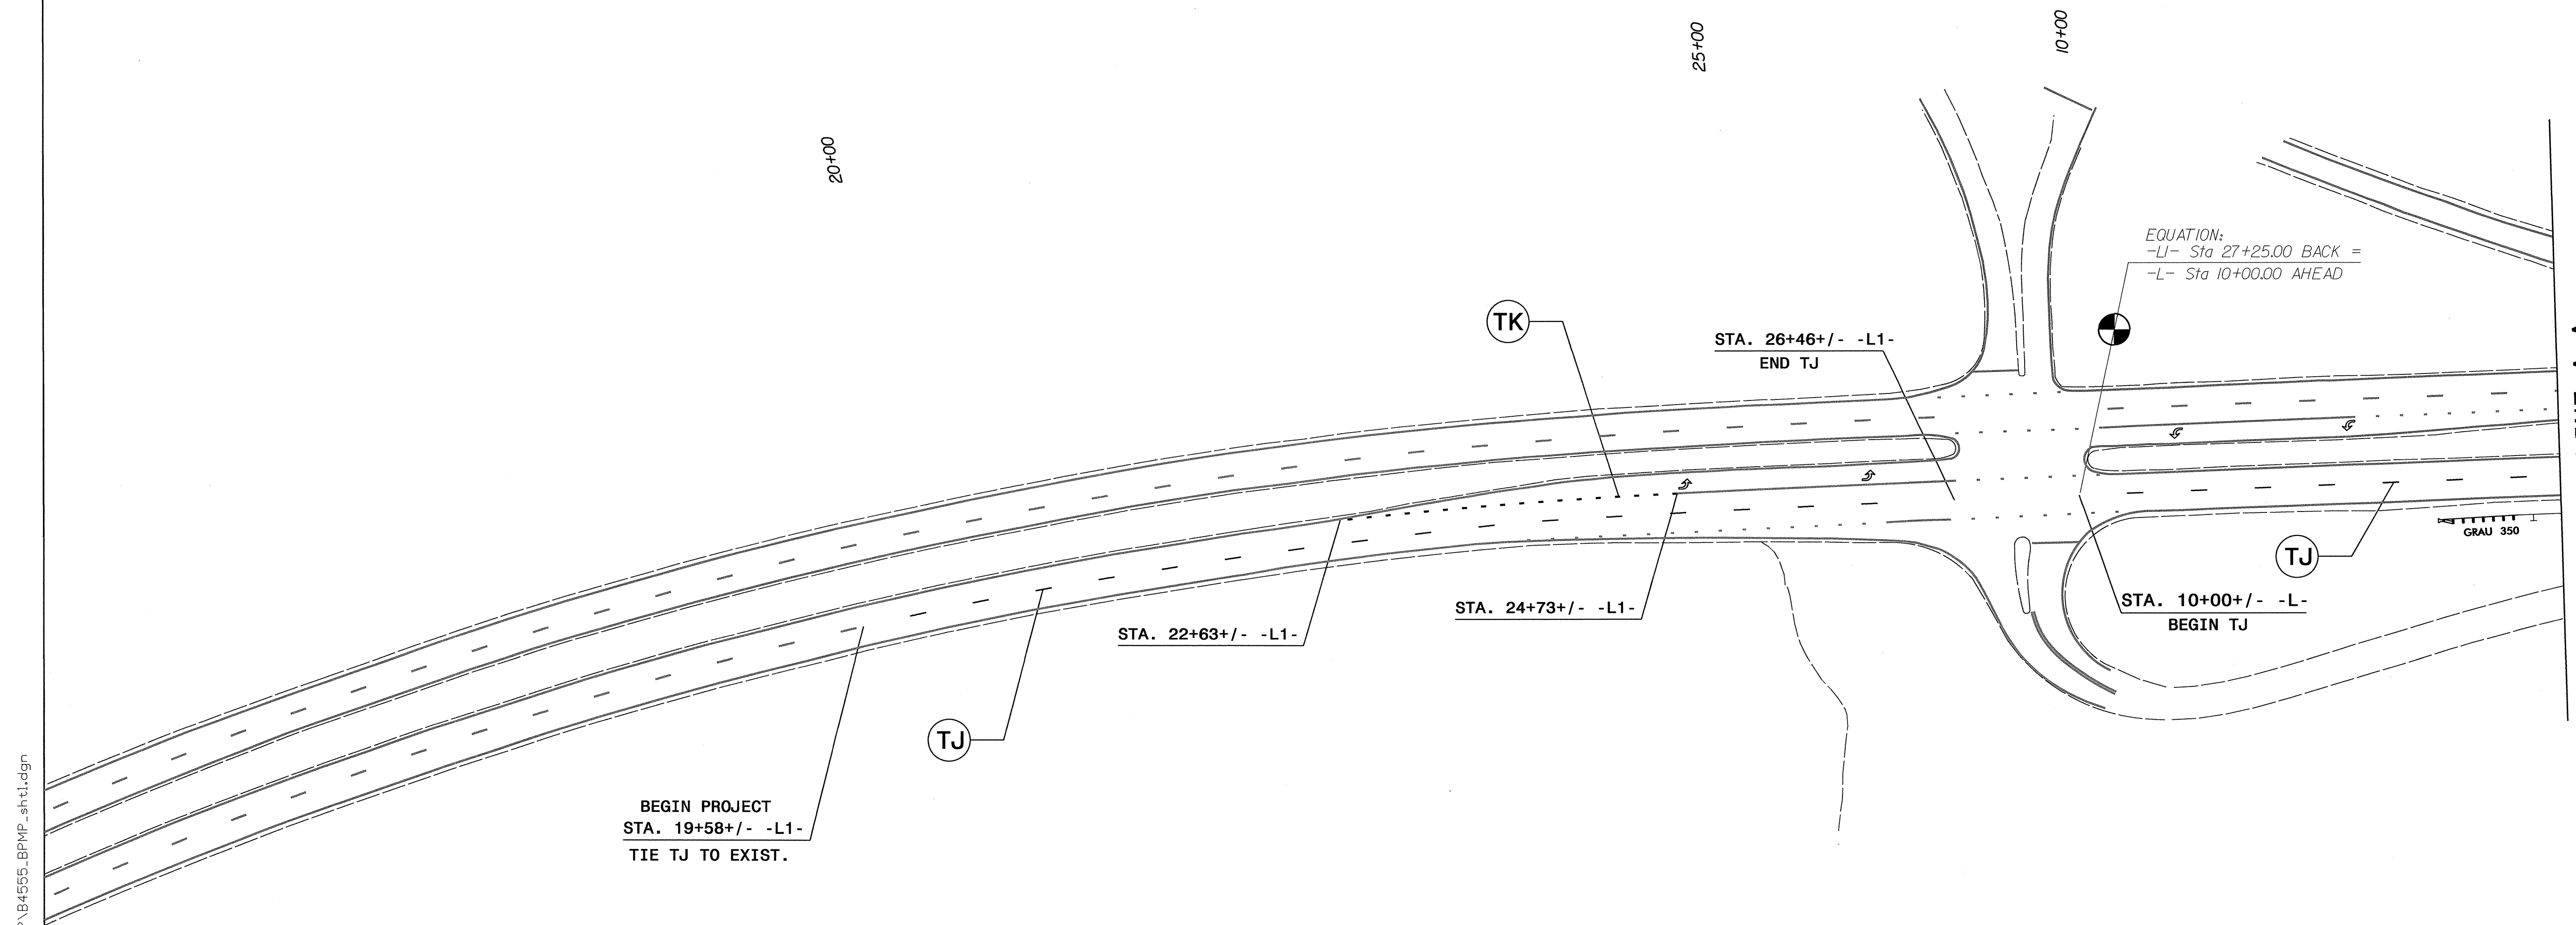 10+00
25+00
20+00
EQUATION:
-L1- Sta 27+25.00 BACK =
-L- Sta 10+00.00 AHEAD
TK
STA. 26+46+/- -L1-
END TJ
GRAU 350
TJ
STA. 10+00+/- -L-
BEGIN TJ
STA. 24+73+/- -L1-
STA. 22+63+/- -L1-
TJ
BEGIN PROJECT
STA. 19+58+/- -L1-
TIE TJ TO EXIST.
\B4555_BPMP_sht1.dgn